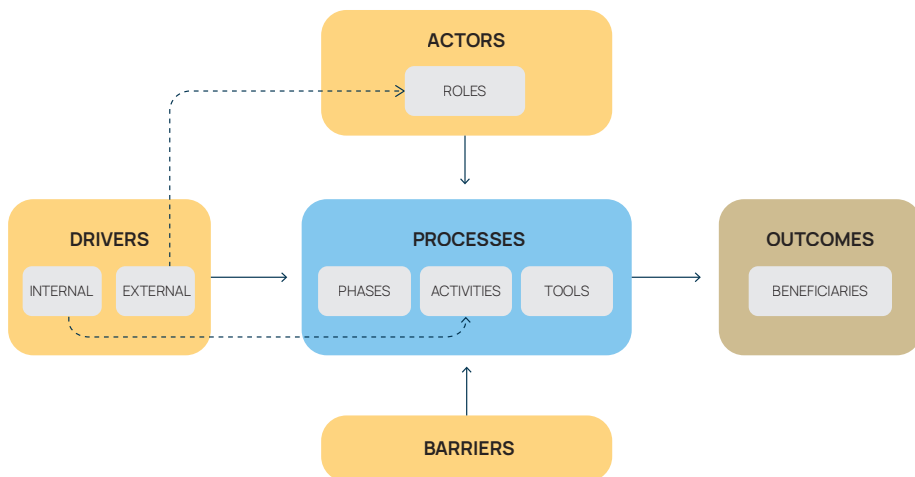 ACTORS
ROLES
DRIVERS
INTERNAL
EXTERNAL
PROCESSES
PHASES
ACTIVITIES
TOOLS
OUTCOMES
BENEFICIARIES
BARRIERS